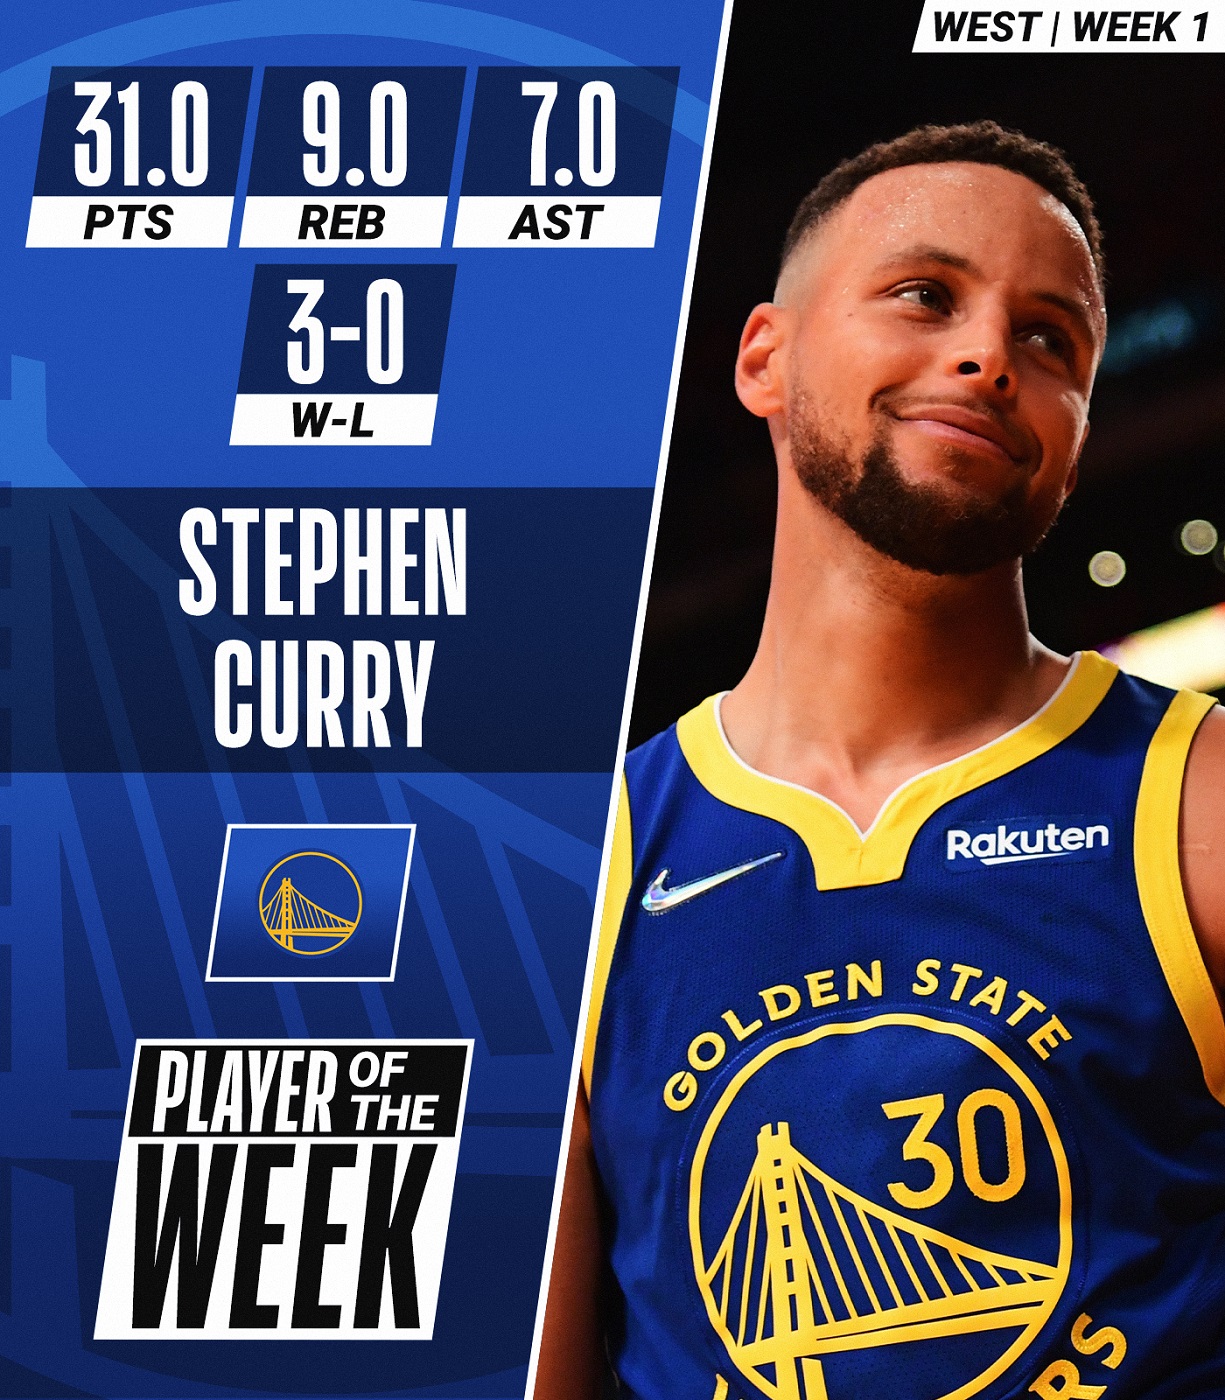 WEST | WEEK 1
31.0 9.0 7.0
PTS REB AST
3-0
W-L
STEPHEN
CURRY
PLAYER OF THE
WEEK
Rakuten
GOLDEN STATE
30